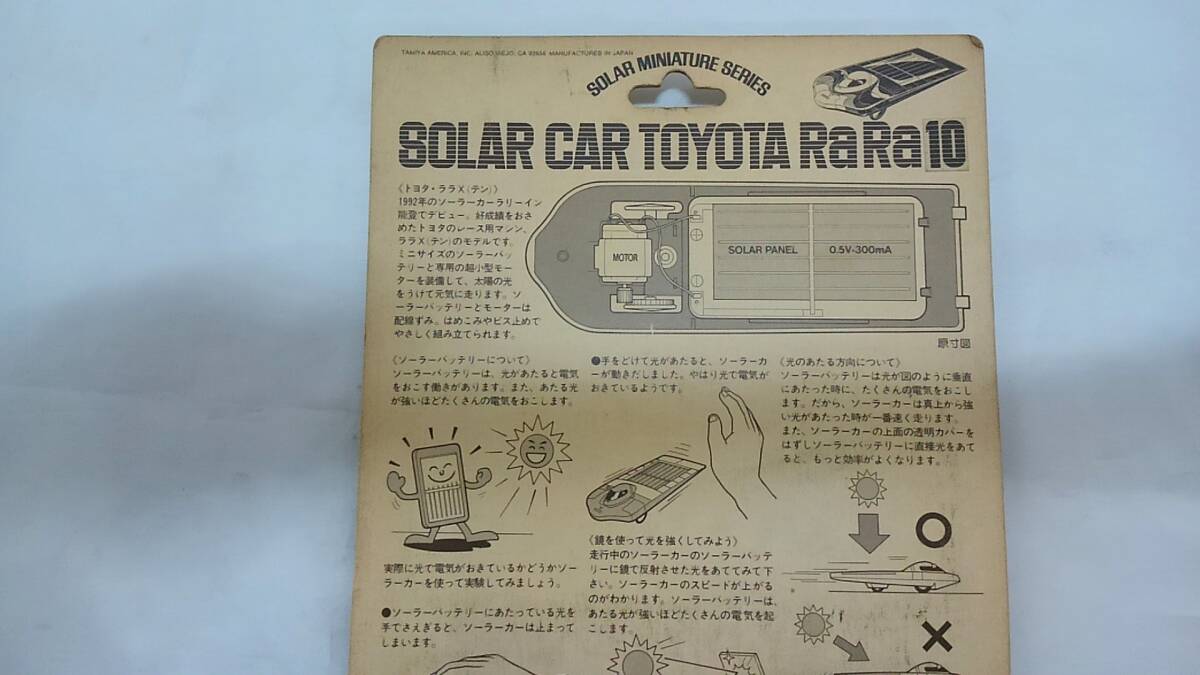 TAMIYA AMERICA, INC. ALISO VIEJO, CA 92656 MANUFACTURED IN JAPAN
SOLAR MINIATURE SERIES
SOLAR CAR TOYOTA RaRa10
《トヨタ・ララX(テン)》
1992年のソーラーカーラリーイン
能登でデビュー。好成績をおさ
めたトヨタのレース用マシン、
ララX(テン)のモデルです。
ミニサイズのソーラーバッ
テリーと専用の超小型モー
ターを装備して、太陽の光
をうけて元気に走ります。ソ
ーラーバッテリーとモーターは
配線ずみ。はめこみやビス止めで
やさしく組み立てられます。
MOTOR
SOLAR PANEL 0.5V-300mA
原寸図
《ソーラーバッテリーについて》
ソーラーバッテリーは、光があたると電気
をおこす働きがあります。また、あたる光
が強いほどたくさんの電気をおこします。
実際に光で電気がおきているかどうかソー
ラーカーを使って実験してみましょう。
●ソーラーバッテリーにあたっている光を
手でさえぎると、ソーラーカーは止まって
しまいます。
●手をどけて光があたると、ソーラーカ
ーが動きだしました。やはり光で電気が
おきているようです。
《鏡を使って光を強くしてみよう》
走行中のソーラーカーのソーラーバッテ
リーに鏡で反射させた光をあててみて下
さい。ソーラーカーのスピードが上がる
のがわかります。ソーラーバッテリーは、
あたる光が強いほどたくさんの電気を起
こします。
《光のあたる方向について》
ソーラーバッテリーは光が図のように垂直
にあたった時に、たくさんの電気をおこし
ます。だから、ソーラーカーは真上から強
い光があたった時が一番速く走ります。
また、ソーラーカーの上面の透明カバーを
はずしソーラーバッテリーに直接光をあて
ると、もっと効率がよくなります。